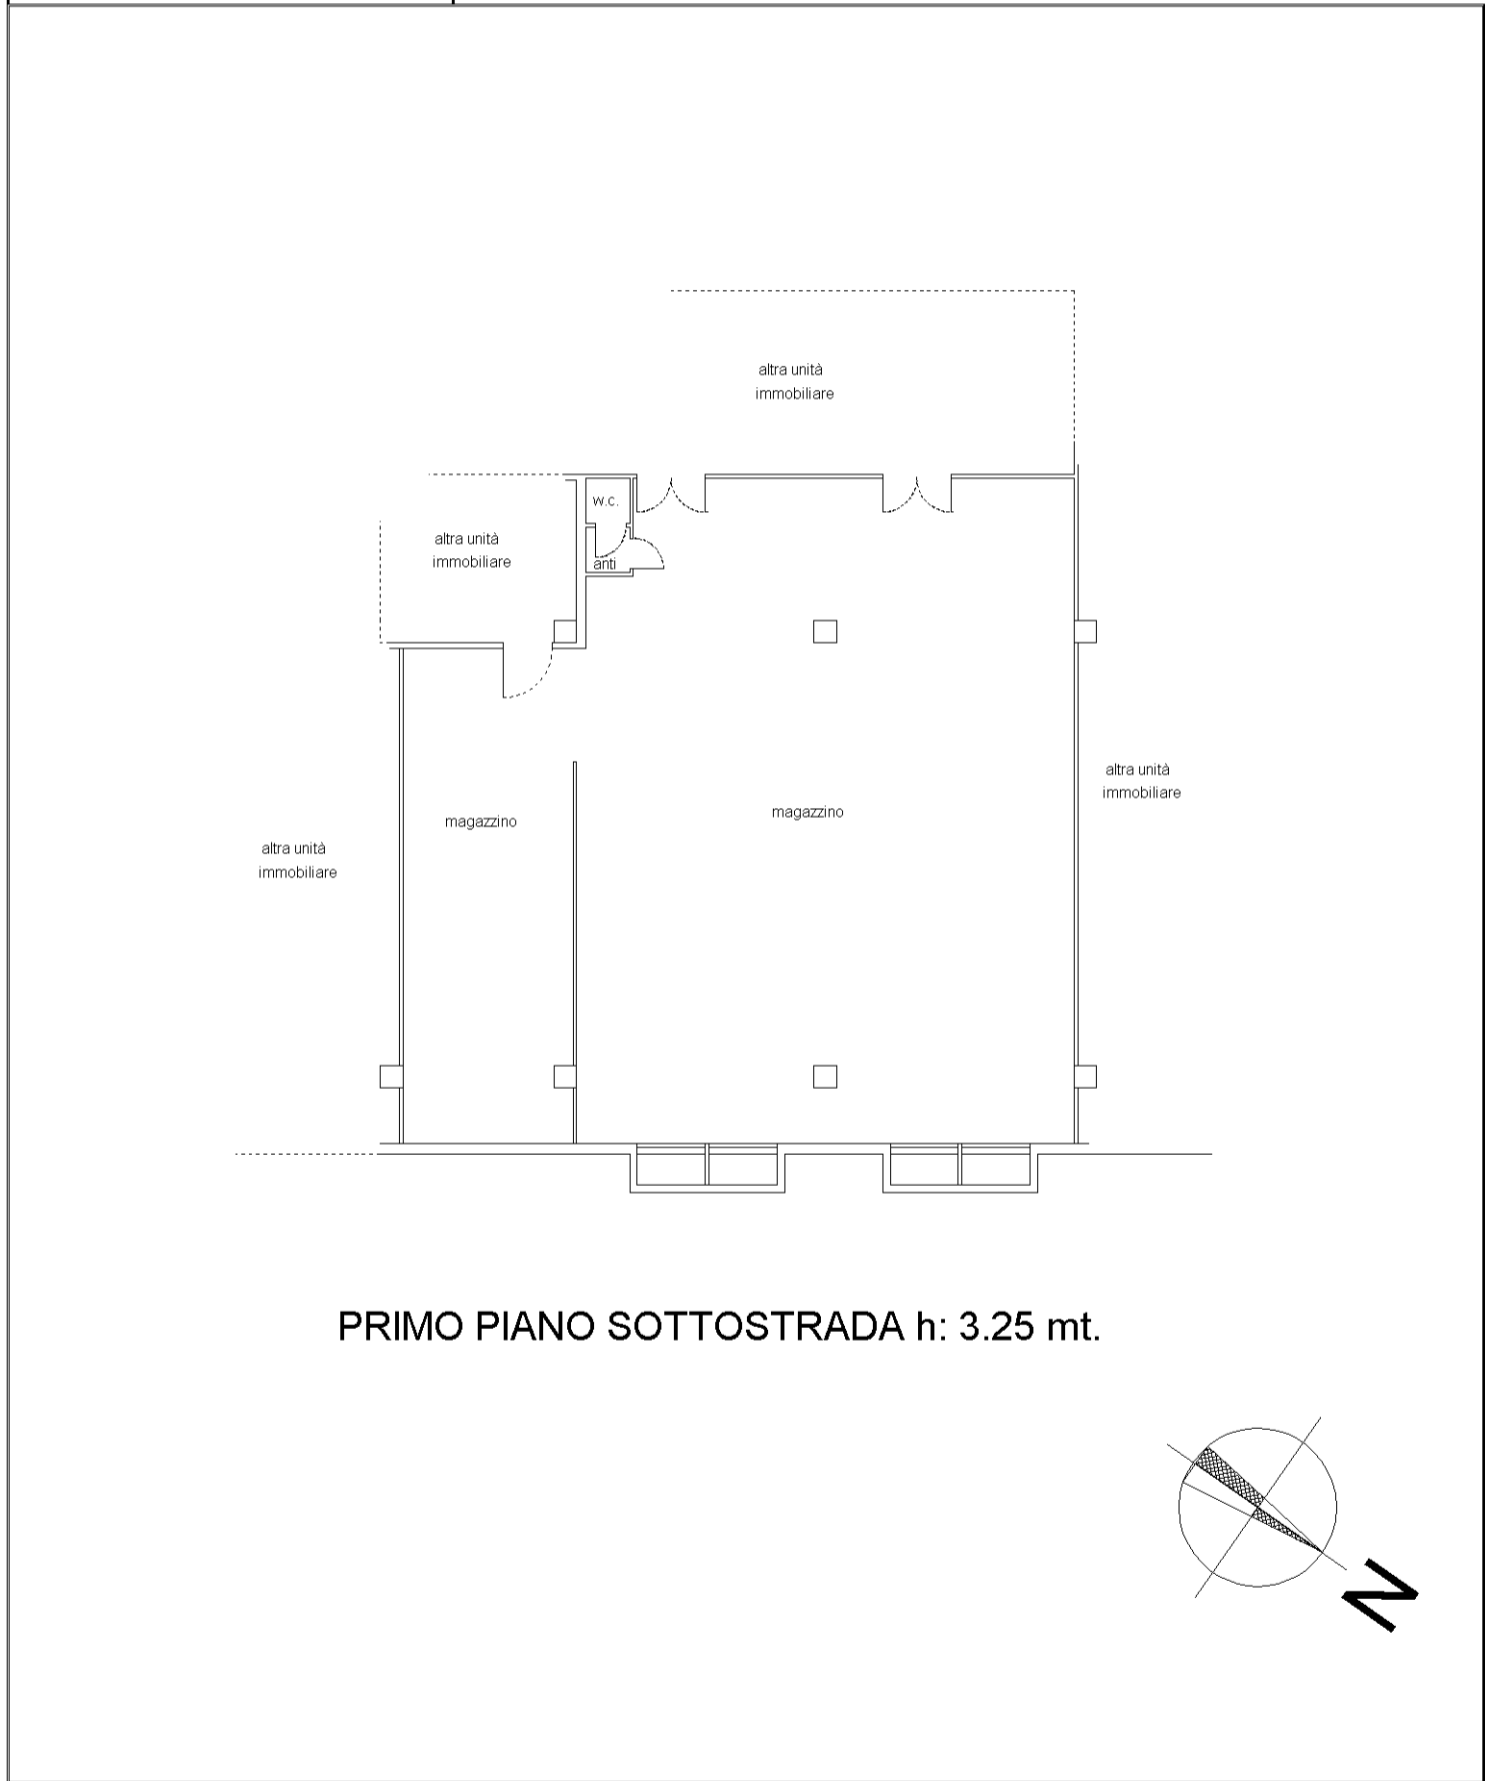 altra unità
immobiliare
w.c.
anti
altra unità
immobiliare
altra unità
immobiliare
magazzino
magazzino
altra unità
immobiliare
PRIMO PIANO SOTTOSTRADA h: 3.25 mt.
N